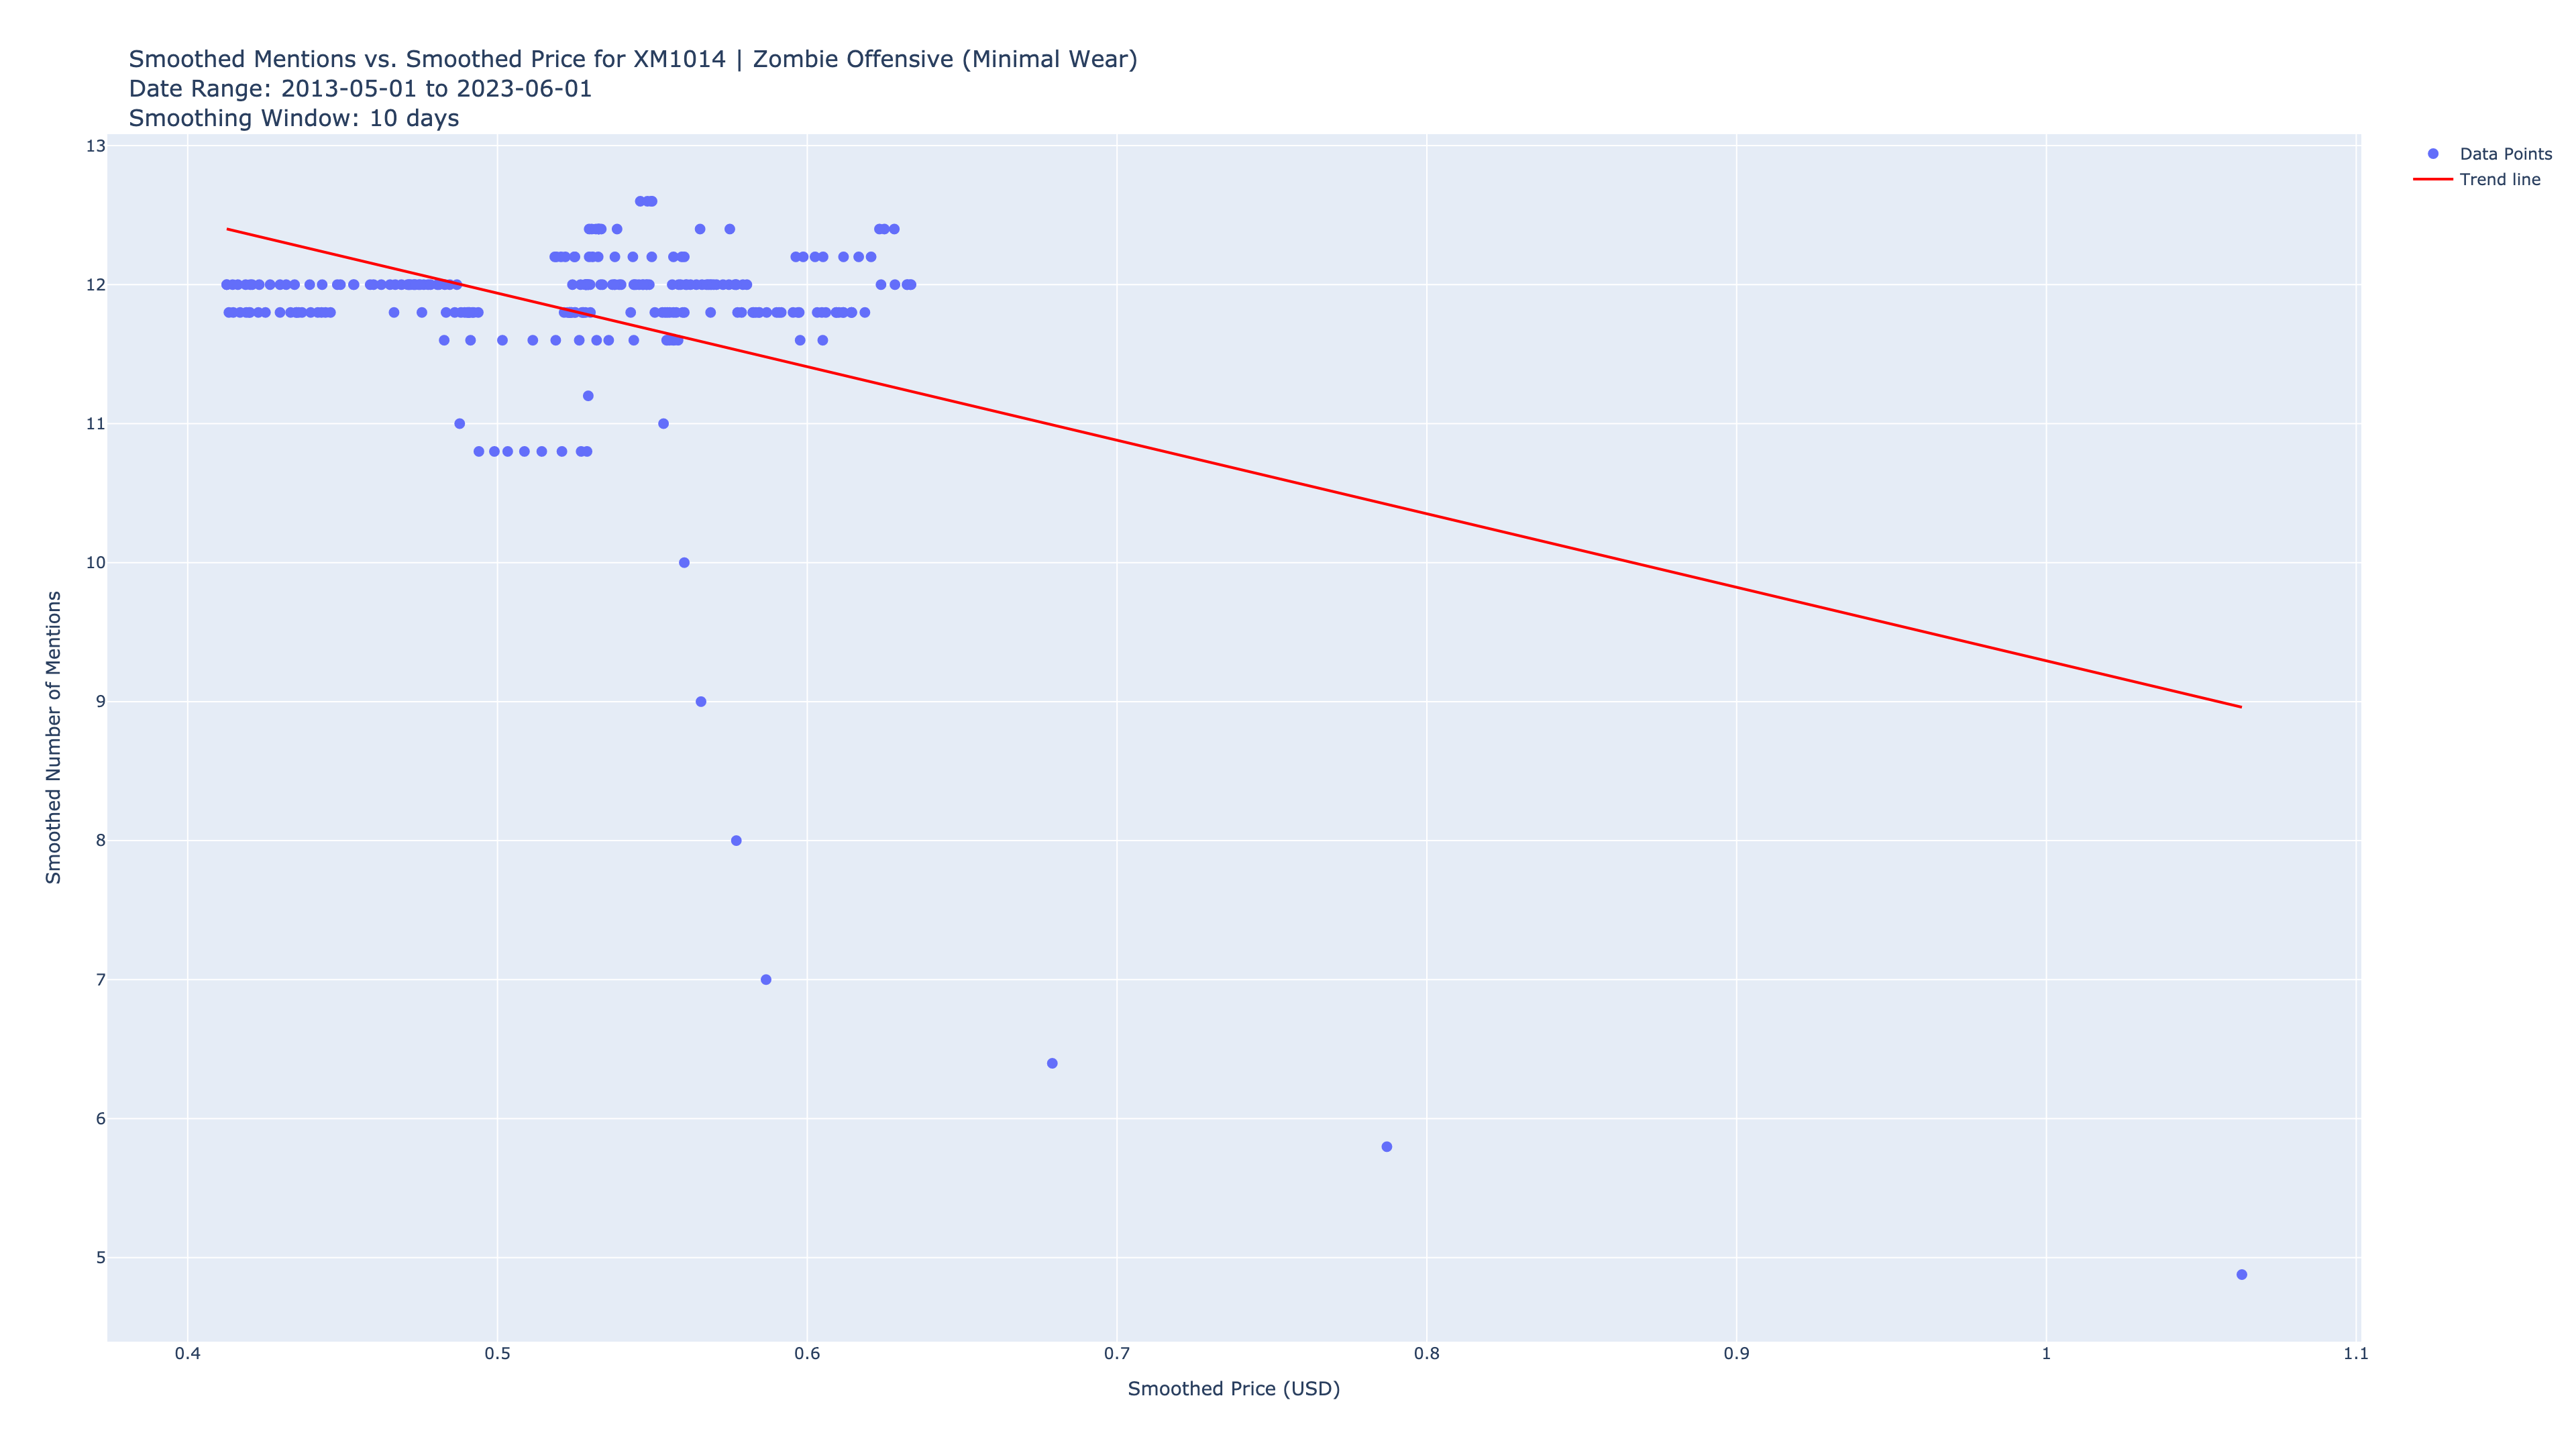 Smoothed Mentions vs. Smoothed Price for XM1014 | Zombie Offensive (Minimal Wear)
Date Range: 2013-05-01 to 2023-06-01
Smoothing Window: 10 days
Data Points
Trend line
13
12
11
10
9
8
7
6
5
Smoothed Number of Mentions
0.4
0.5
0.6
0.7
0.8
0.9
1
1.1
Smoothed Price (USD)